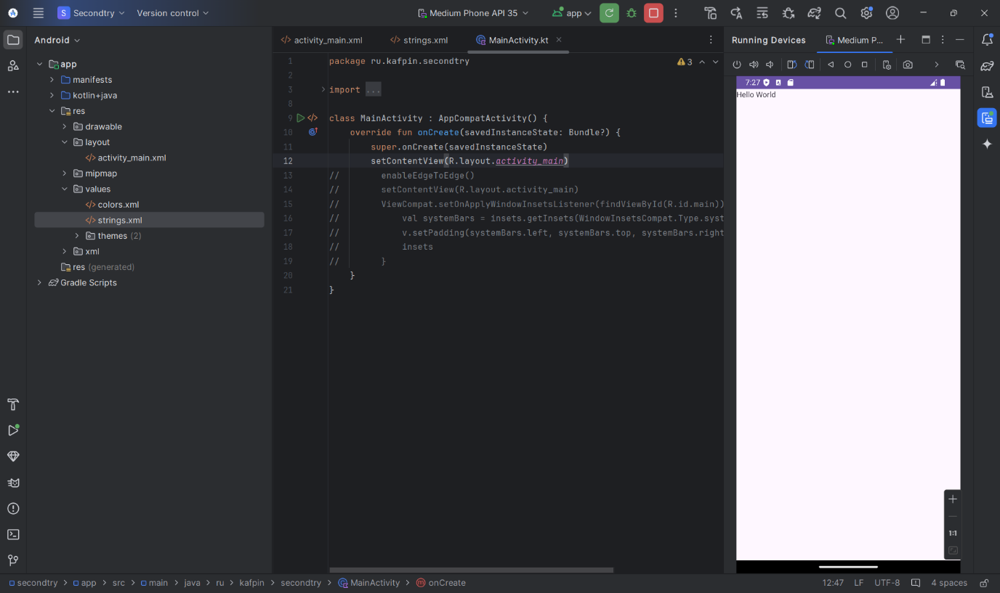 S Secondtry Version control Medium Phone API 35 app
Android
app
manifests
kotlin+java
res
drawable
layout
activity_main.xml
mipmap
values
colors.xml
strings.xml
themes (2)
xml
res (generated)
Gradle Scripts
activity_main.xml strings.xml MainActivity.kt
3
1 package ru.kafpin.secondtry
2
3 import ...
8
9 class MainActivity : AppCompatActivity() {
10 override fun onCreate(savedInstanceState: Bundle?) {
11 super.onCreate(savedInstanceState)
12 setContentView(R.layout.activity_main)
13 // enableEdgeToEdge()
14 // setContentView(R.layout.activity_main)
15 // ViewCompat.setOnApplyWindowInsetsListener(findViewById(R.id.main))
16 // val systemBars = insets.getInsets(WindowInsetsCompat.Type.syst
17 // v.setPadding(systemBars.left, systemBars.top, systemBars.right
18 // insets
19 // }
20 }
21 }
Running Devices Medium P...
7:27
Hello World
1:1
secondtry > app > src > main > java > ru > kafpin > secondtry > MainActivity > onCreate
12:47 LF UTF-8 4 spaces